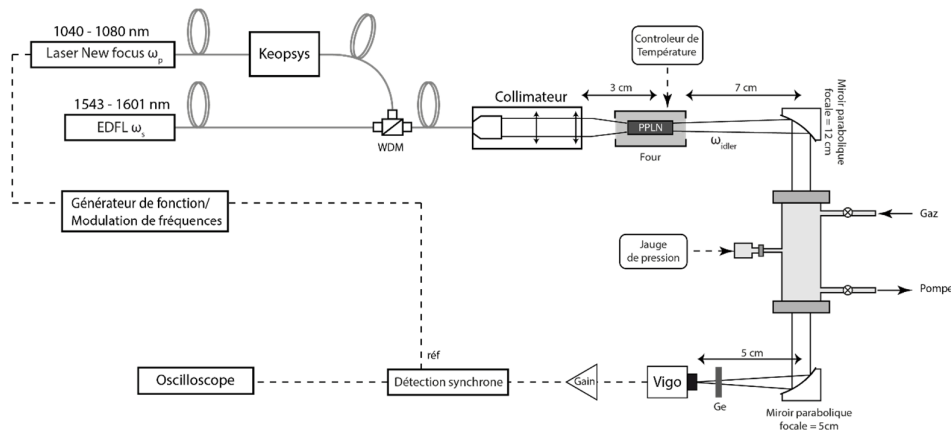 1040 - 1080 nm
Laser New focus ωp
Keopsys
1543 - 1601 nm
EDFL ωs
WDM
Collimateur
3 cm
Controleur de
Température
7 cm
PPLN
Four
ωidler
Miroir parabolique
focale = 12 cm
Générateur de fonction/
Modulation de fréquences
Gaz
Jauge
de pression
Pompe
réf
5 cm
Oscilloscope
Détection synchrone
Gain
Vigo
Ge
Miroir parabolique
focale = 5cm